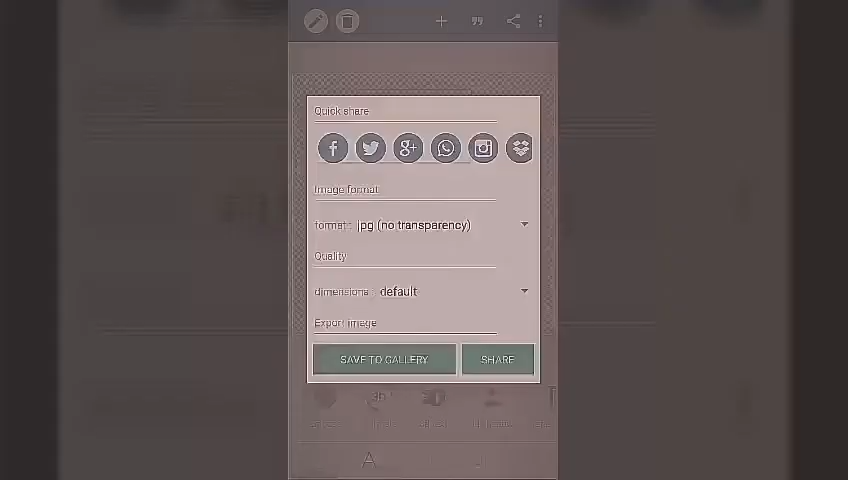 Quick share
Image format
format : jpg (no transparency)
Quality
dimensions : default
Export image
SAVE TO GALLERY
SHARE
A